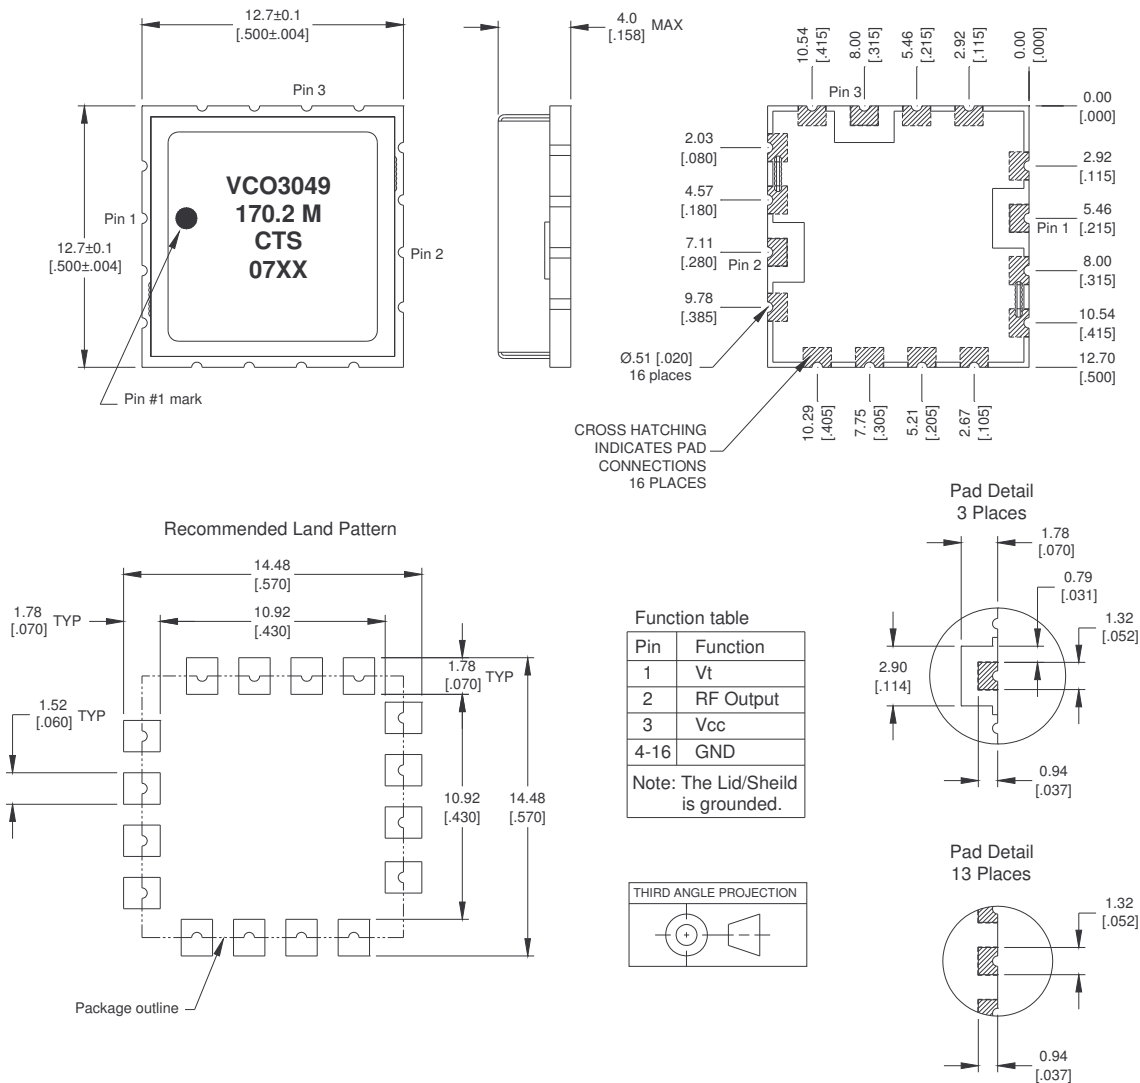 12.7±0.1
[.500±.004]
4.0
[.158]
MAX
10.54
[.415]
8.00
[.315]
5.46
[.215]
2.92
[.115]
0.00
[.000]
Pin 3
Pin 3
0.00
[.000]
2.03
[.080]
2.92
[.115]
VCO3049
170.2 M
CTS
07XX
4.57
[.180]
Pin 1
12.7±0.1
[.500±.004]
Pin 2
5.46
[.215]
Pin 1
7.11
[.280]
Pin 2
8.00
[.315]
9.78
[.385]
10.54
[.415]
Ø.51 [.020]
16 places
12.70
[.500]
Pin #1 mark
10.29
[.405]
7.75
[.305]
5.21
[.205]
2.67
[.105]
CROSS HATCHING
INDICATES PAD
CONNECTIONS
16 PLACES
Recommended Land Pattern
14.48
[.570]
1.78
[.070] TYP
10.92
[.430]
1.78
[.070] TYP
1.52
[.060] TYP
10.92
[.430]
14.48
[.570]
Package outline
Function table
Pin Function
1 Vt
2 RF Output
3 Vcc
4-16 GND
Note: The Lid/Sheild
is grounded.
THIRD ANGLE PROJECTION
Pad Detail
3 Places
1.78
[.070]
0.79
[.031]
1.32
[.052]
2.90
[.114]
0.94
[.037]
Pad Detail
13 Places
1.32
[.052]
0.94
[.037]